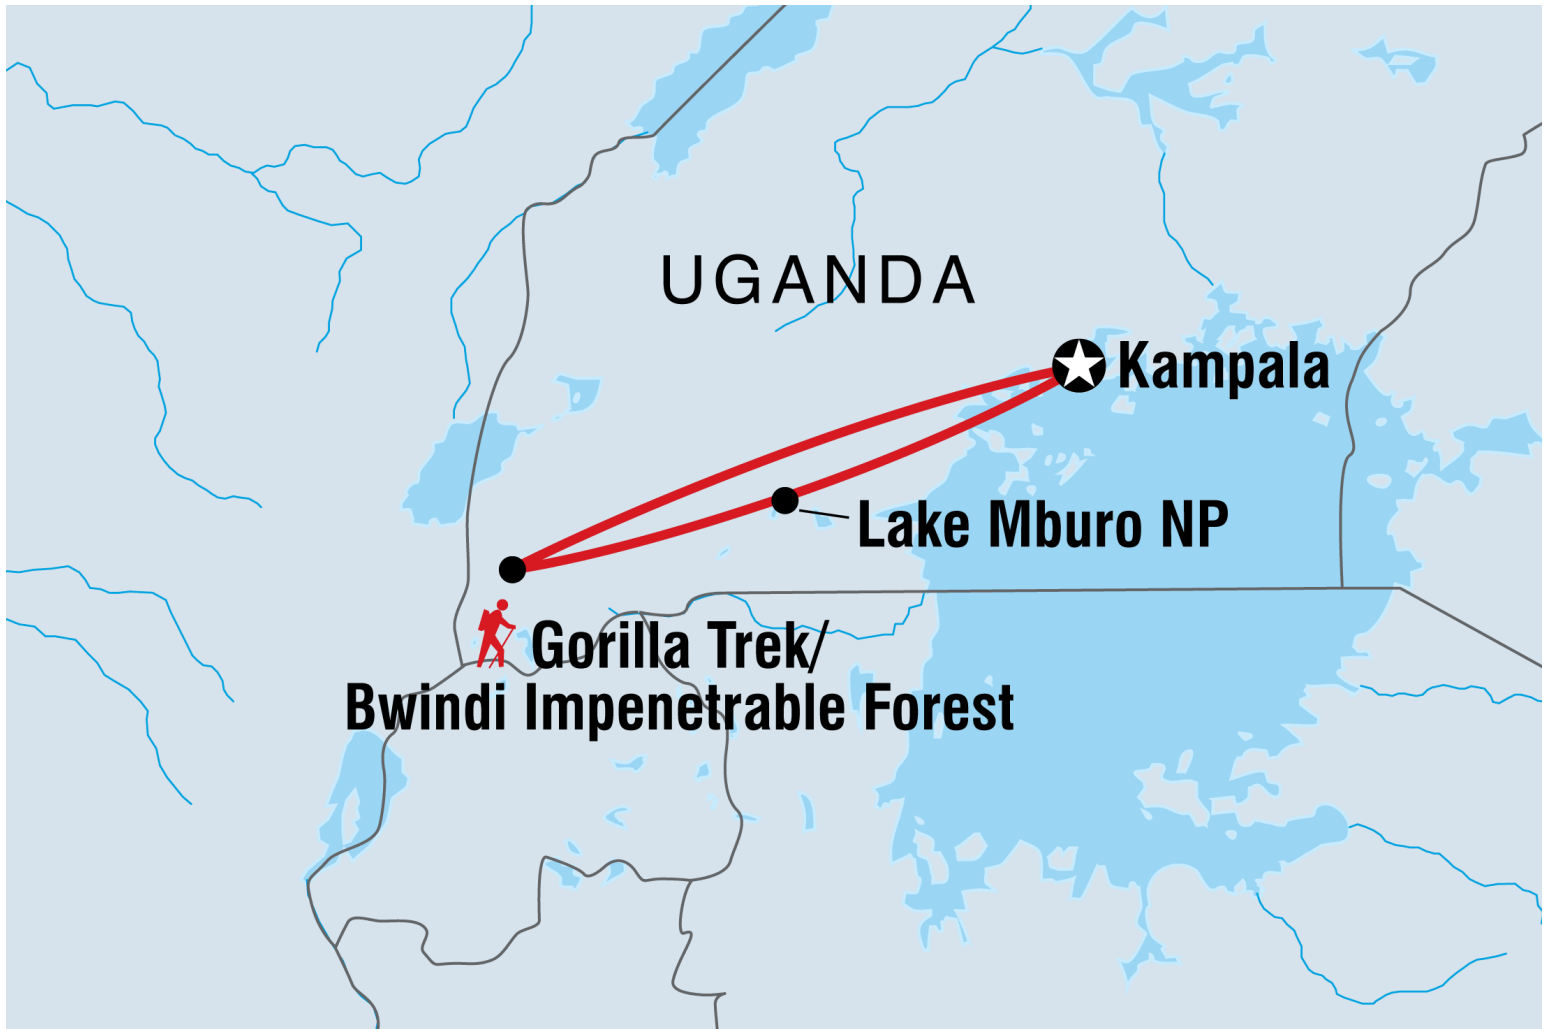 UGANDA
Kampala
Lake Mburo NP
Gorilla Trek/
Bwindi Impenetrable Forest